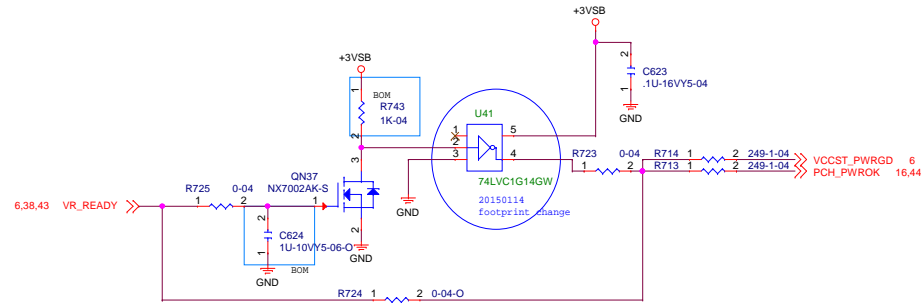 +3VSB
+3VSB
2
C623
.1U-16VY5-04
1
GND
1
BOM
R743
1K-04
2
U41
1
2
3
5
4
74LVC1G14GW
20150114
footprint change
GND
R723
0-04
1
2
R714
1
2
249-1-04
VCCST_PWRGD
6
R713
1
2
249-1-04
PCH_PWROK
16,44
3
QN37
NX7002AK-S
1
2
GND
6,38,43
VR_READY
R725
0-04
1
2
2
C624
1U-10VY5-06-O
1
GND
BOM
R724
1
2
0-04-O